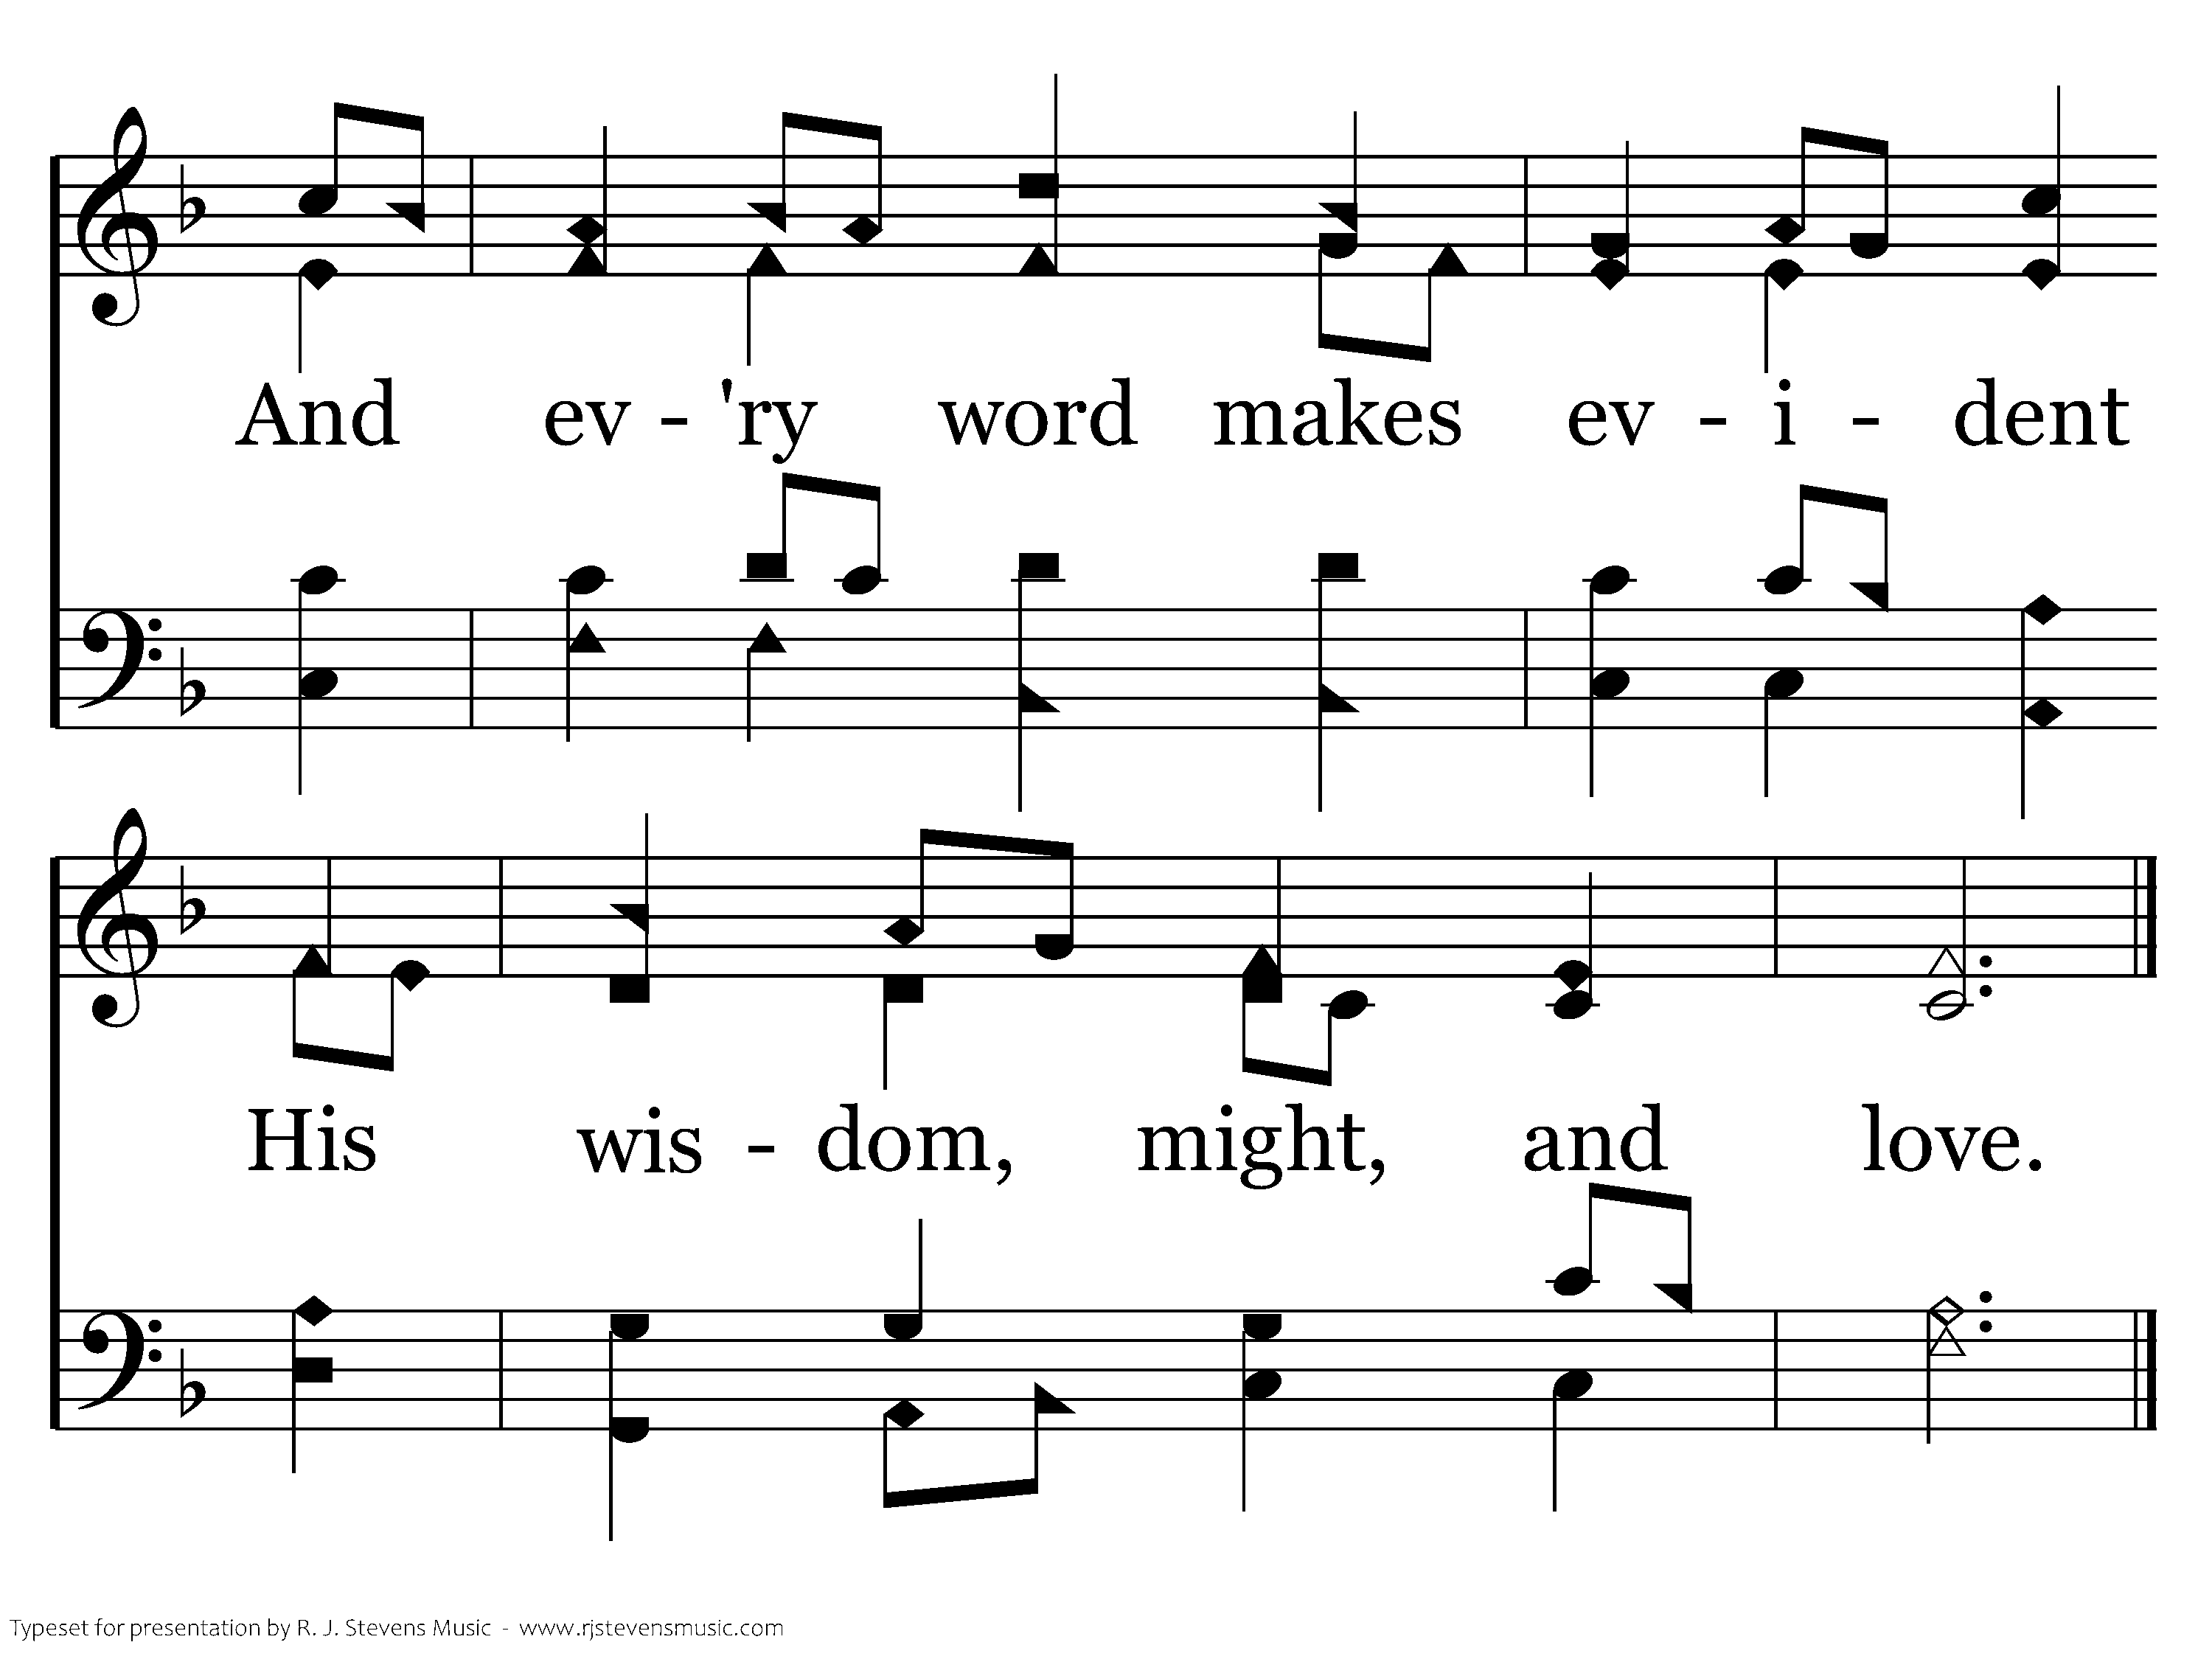 And ev - 'ry word makes ev - i - dent
His wis - dom, might, and love.
Typeset for presentation by R. J. Stevens Music - www.rjstevensmusic.com